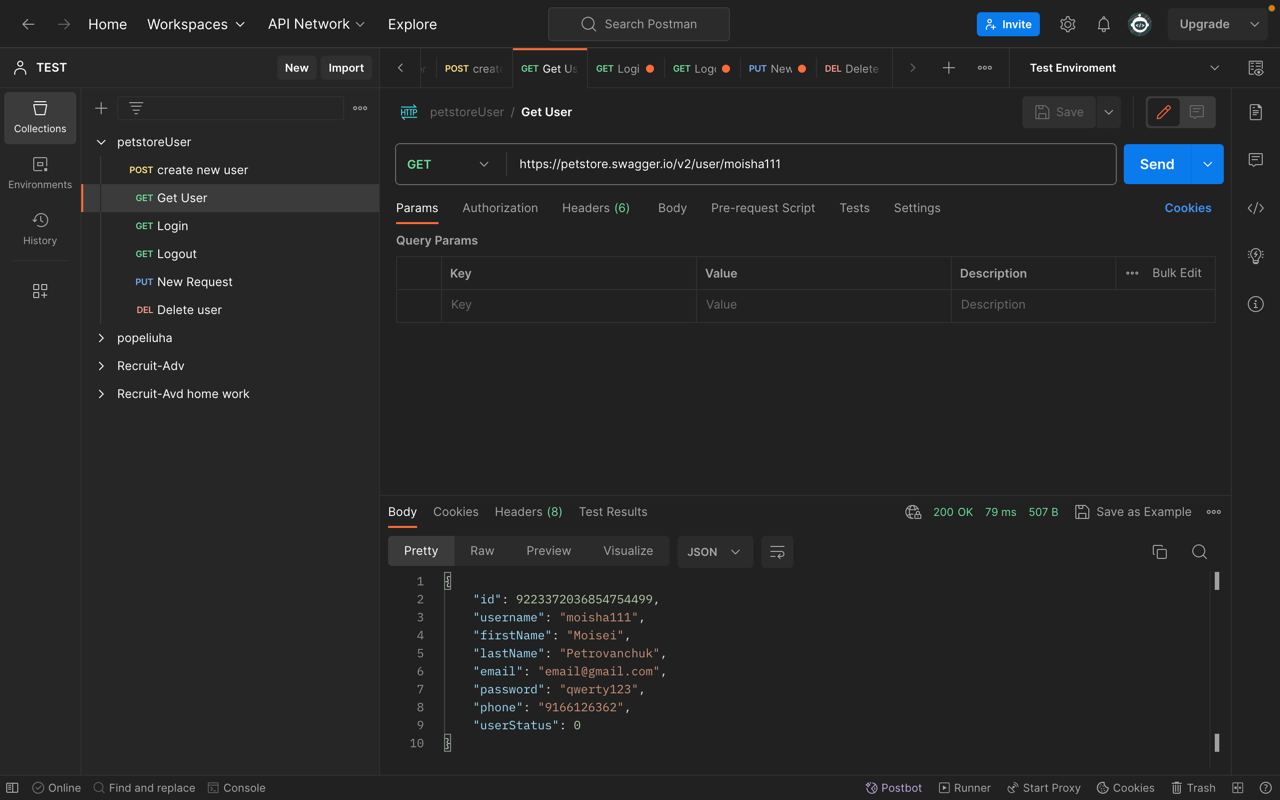 Home Workspaces API Network Explore Search Postman Invite Upgrade
TEST New Import
POST create GET Get Us GET Logi GET Logo PUT New DEL Delete Test Enviroment
Collections
Environments
History
petstoreUser
POST create new user
GET Get User
GET Login
GET Logout
PUT New Request
DEL Delete user
popeliuha
Recruit-Adv
Recruit-Avd home work
HTTP petstoreUser / Get User Save
GET https://petstore.swagger.io/v2/user/moisha111 Send
Params Authorization Headers (6) Body Pre-request Script Tests Settings Cookies
Query Params
Key Value Description Bulk Edit
Key Value Description
Body Cookies Headers (8) Test Results 200 OK 79 ms 507 B Save as Example
Pretty Raw Preview Visualize JSON
1 {
2 "id": 9223372036854754499,
3 "username": "moisha111",
4 "firstName": "Moisei",
5 "lastName": "Petrovanchuk",
6 "email": "email@gmail.com",
7 "password": "qwerty123",
8 "phone": "9166126362",
9 "userStatus": 0
10 }
Online Find and replace Console Postbot Runner Start Proxy Cookies Trash